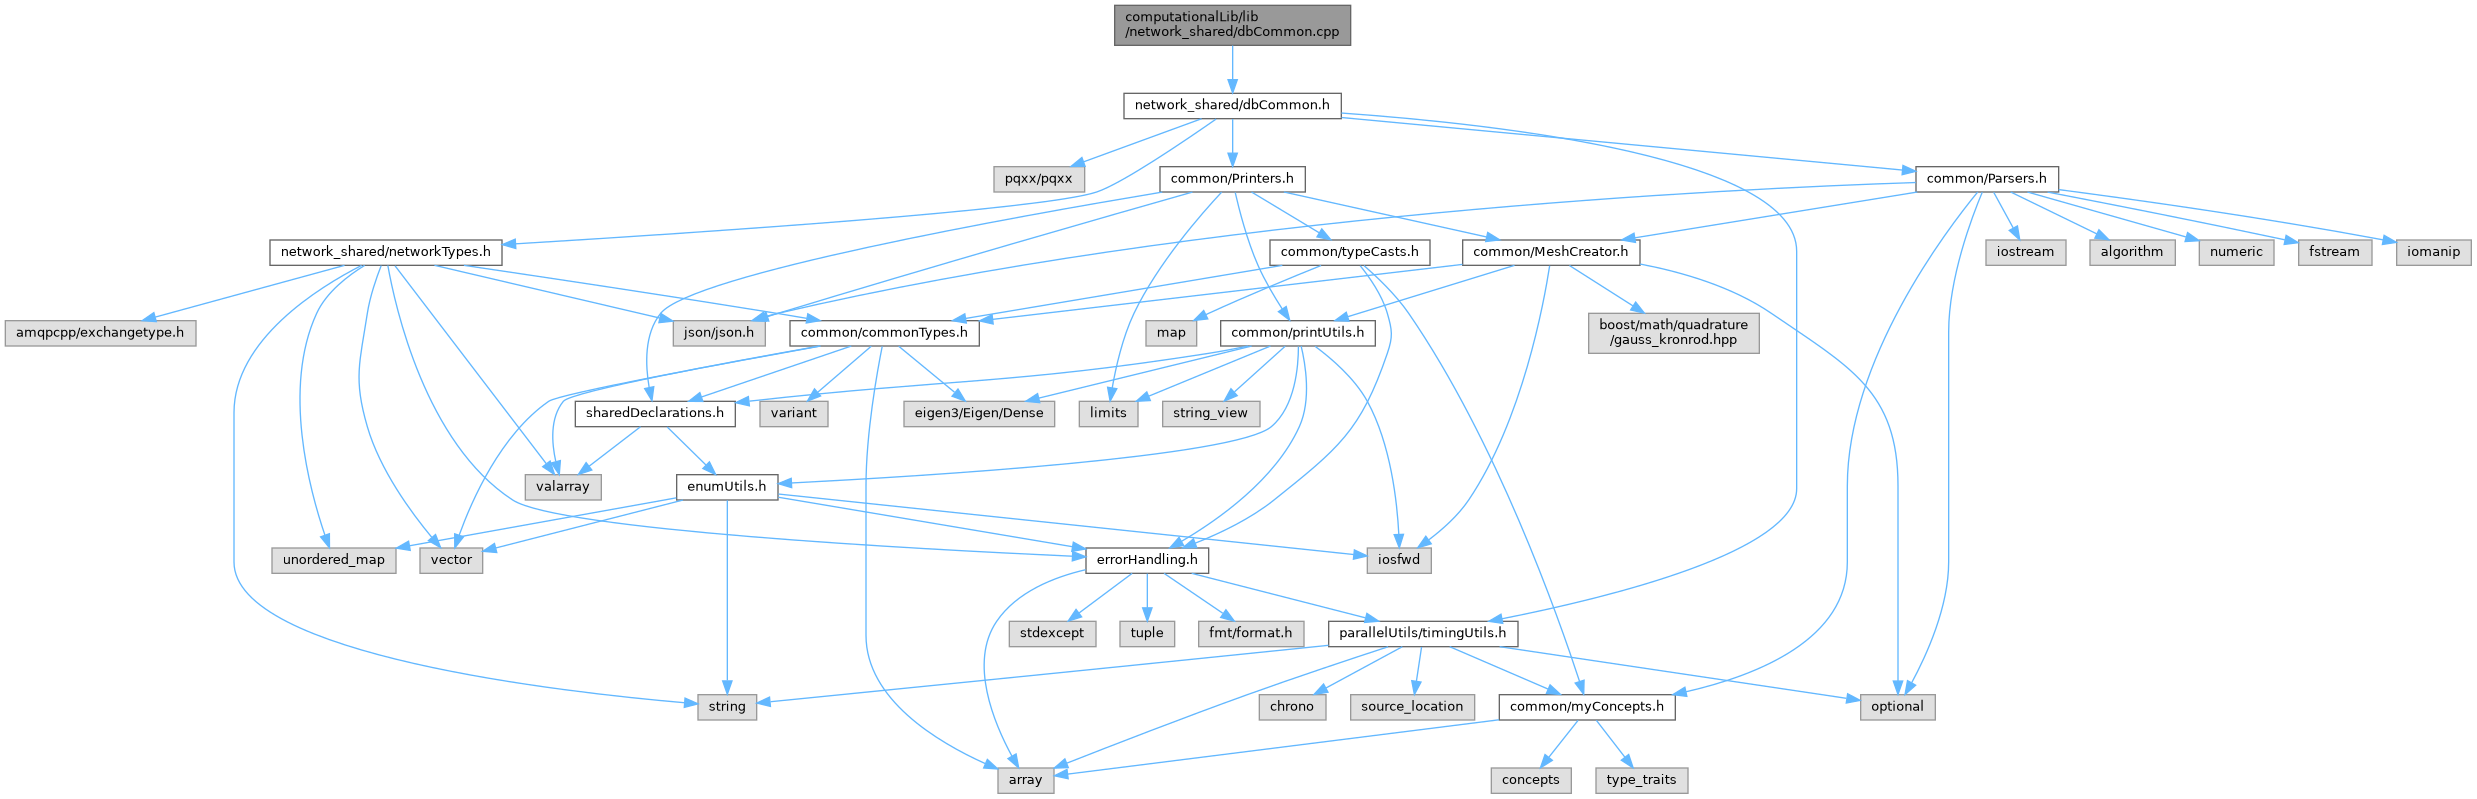 computationalLib/lib
/network_shared/dbCommon.cpp
network_shared/dbCommon.h
pqxx/pqxx
common/Printers.h
common/Parsers.h
network_shared/networkTypes.h
common/typeCasts.h
common/MeshCreator.h
iostream
algorithm
numeric
fstream
iomanip
amqpcpp/exchangetype.h
json/json.h
common/commonTypes.h
map
common/printUtils.h
boost/math/quadrature
/gauss_kronrod.hpp
sharedDeclarations.h
variant
eigen3/Eigen/Dense
limits
string_view
valarray
enumUtils.h
unordered_map
vector
errorHandling.h
iosfwd
stdexcept
tuple
fmt/format.h
parallelUtils/timingUtils.h
string
chrono
source_location
common/myConcepts.h
optional
array
concepts
type_traits